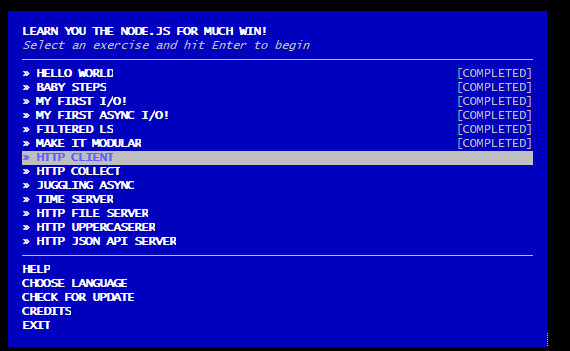 LEARN YOU THE NODE.JS FOR MUCH WIN!
Select an exercise and hit Enter to begin
» HELLO WORLD [COMPLETED]
» BABY STEPS [COMPLETED]
» MY FIRST I/O! [COMPLETED]
» MY FIRST ASYNC I/O! [COMPLETED]
» FILTERED LS [COMPLETED]
» MAKE IT MODULAR [COMPLETED]
» HTTP CLIENT
» HTTP COLLECT
» JUGGLING ASYNC
» TIME SERVER
» HTTP FILE SERVER
» HTTP UPPERCASERER
» HTTP JSON API SERVER
HELP
CHOOSE LANGUAGE
CHECK FOR UPDATE
CREDITS
EXIT